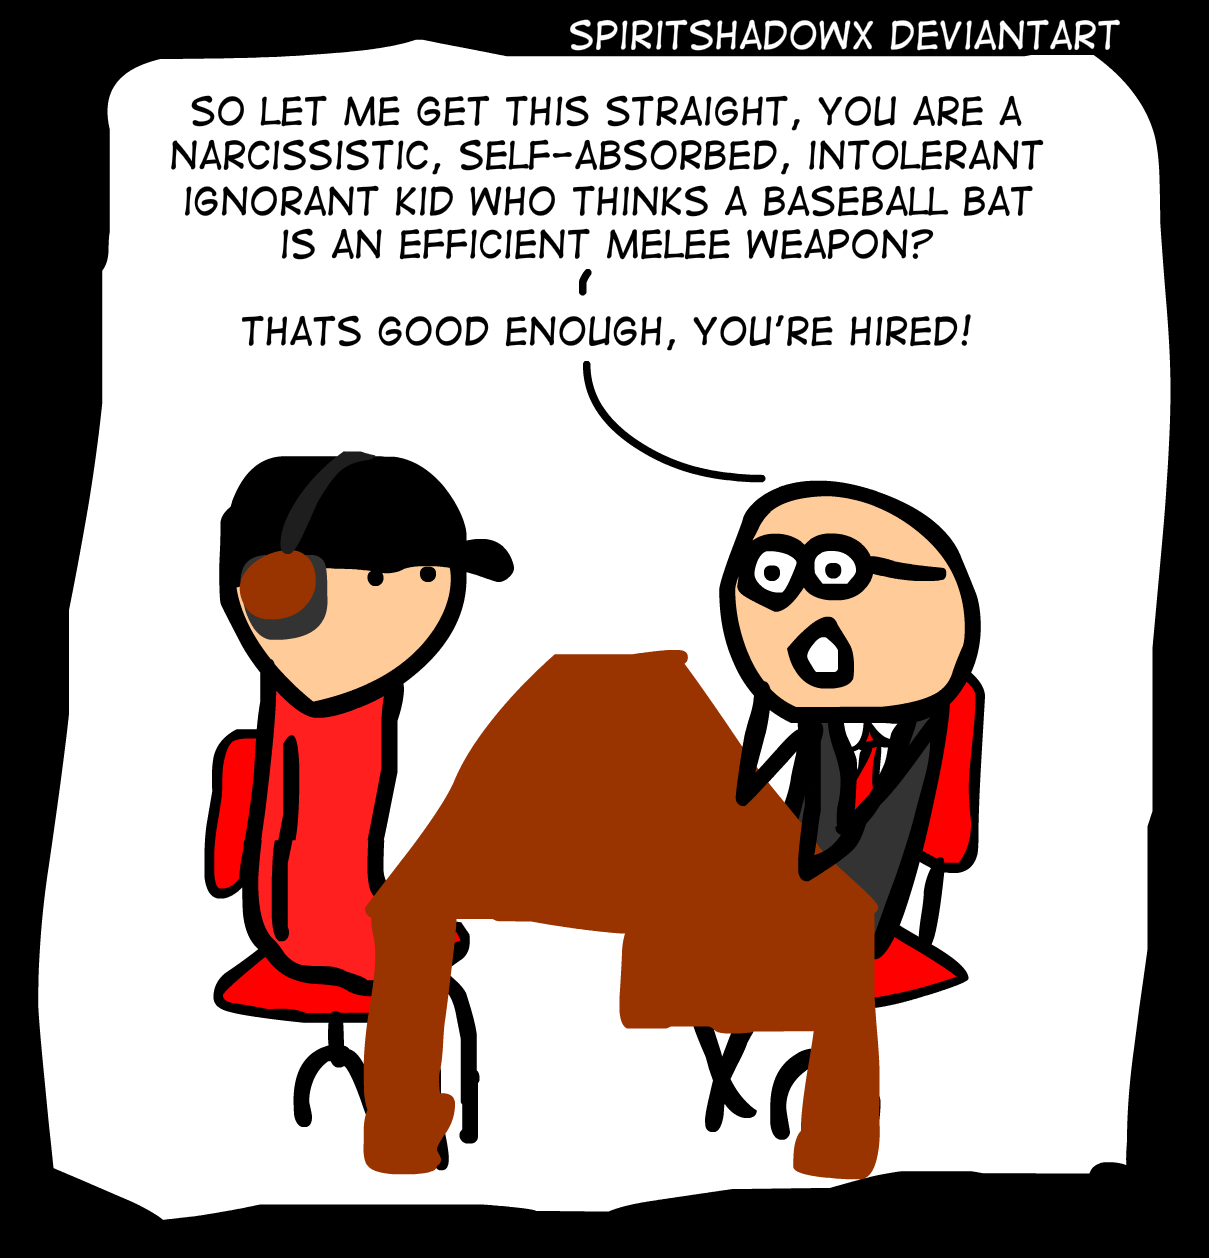 SPIRITSHADOWX DEVIANTART
SO LET ME GET THIS STRAIGHT, YOU ARE A
NARCISSISTIC, SELF-ABSORBED, INTOLERANT
IGNORANT KID WHO THINKS A BASEBALL BAT
IS AN EFFICIENT MELEE WEAPON?
THATS GOOD ENOUGH, YOU'RE HIRED!